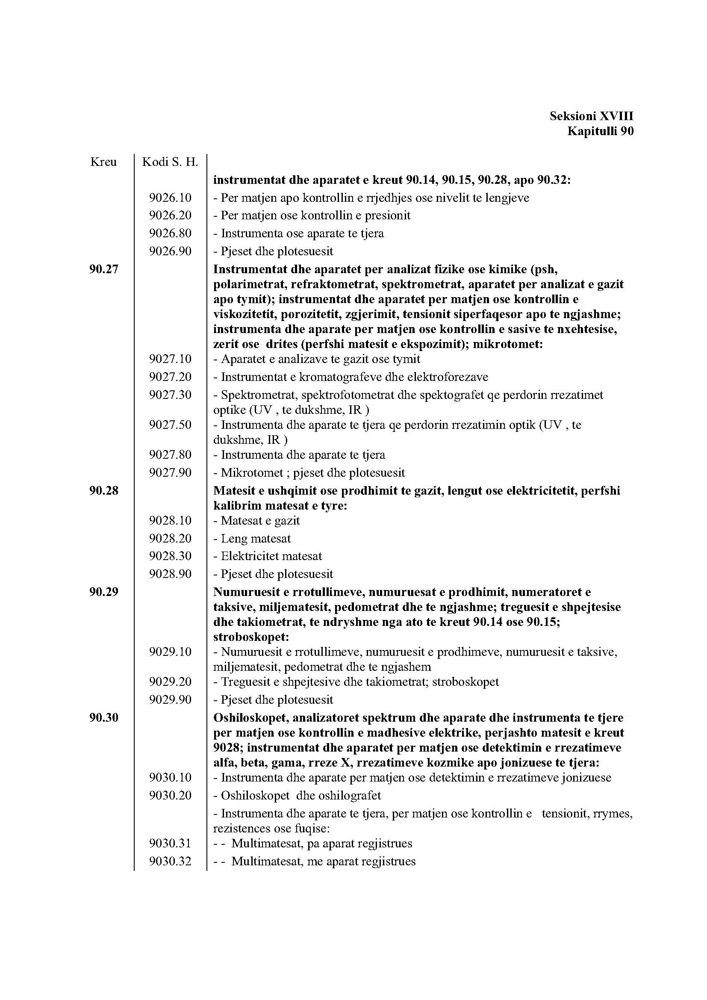 Seksioni XVIII
Kapitulli 90
Kreu Kodi S. H.
instrumentat dhe aparatet e kreut 90.14, 90.15, 90.28, apo 90.32:
9026.10 - Per matjen apo kontrollin e rrjedhjes ose nivelit te lengjeve
9026.20 - Per matjen ose kontrollin e presionit
9026.80 - Instrumenta ose aparate te tjera
9026.90 - Pjeset dhe plotesuesit
90.27 Instrumentat dhe aparatet per analizat fizike ose kimike (psh,
polarimetrat, refraktometrat, spektrometrat, aparatet per analizat e gazit
apo tymit); instrumentat dhe aparatet per matjen ose kontrollin e
viskozitetit, porozitetit, zgjerimit, tensionit siperfaqesor apo te ngjashme;
instrumenta dhe aparate per matjen ose kontrollin e sasive te nxehtesise,
zerit ose  drites (perfshi matesit e ekspozimit); mikrotomet:
9027.10 - Aparatet e analizave te gazit ose tymit
9027.20 - Instrumentat e kromatografeve dhe elektroforezave
9027.30 - Spektrometrat, spektrofotometrat dhe spektografet qe perdorin rrezatimet
optike (UV , te dukshme, IR )
9027.50 - Instrumenta dhe aparate te tjera qe perdorin rrezatimin optik (UV , te
dukshme, IR )
9027.80 - Instrumenta dhe aparate te tjera
9027.90 - Mikrotomet ; pjeset dhe plotesuesit
90.28 Matesit e ushqimit ose prodhimit te gazit, lengut ose elektricitetit, perfshi
kalibrim matesat e tyre:
9028.10 - Matesat e gazit
9028.20 - Leng matesat
9028.30 - Elektricitet matesat
9028.90 - Pjeset dhe plotesuesit
90.29 Numuruesit e rrotullimeve, numuruesat e prodhimit, numeratoret e
taksive, miljematesit, pedometrat dhe te ngjashme; treguesit e shpejtesise
dhe takiometrat, te ndryshme nga ato te kreut 90.14 ose 90.15;
stroboskopet:
9029.10 - Numuruesit e rrotullimeve, numuruesit e prodhimeve, numuruesit e taksive,
miljematesit, pedometrat dhe te ngjashem
9029.20 - Treguesit e shpejtesive dhe takiometrat; stroboskopet
9029.90 - Pjeset dhe plotesuesit
90.30 Oshiloskopet, analizatoret spektrum dhe aparate dhe instrumenta te tjere
per matjen ose kontrollin e madhesive elektrike, perjashto matesit e kreut
9028; instrumentat dhe aparatet per matjen ose detektimin e rrezatimeve
alfa, beta, gama, rreze X, rrezatimeve kozmike apo jonizuese te tjera:
9030.10 - Instrumenta dhe aparate per matjen ose detektimin e rrezatimeve jonizuese
9030.20 - Oshiloskopet  dhe oshilografet
- Instrumenta dhe aparate te tjera, per matjen ose kontrollin e   tensionit, rrymes,
rezistences ose fuqise:
9030.31 - -  Multimatesat, pa aparat regjistrues
9030.32 - -  Multimatesat, me aparat regjistrues